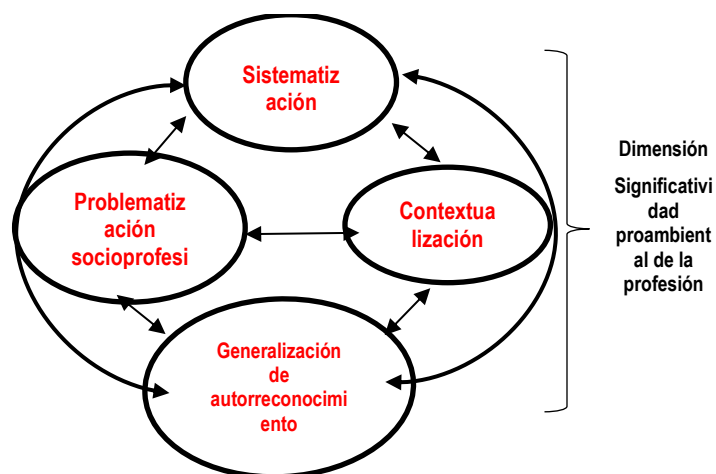 Sistematiz
ación
Problematiz
ación
socioprofesi
Contextua
lización
Generalización
de
autorreconocimi
ento
Dimensión
Significativi
dad
proambient
al de la
profesión